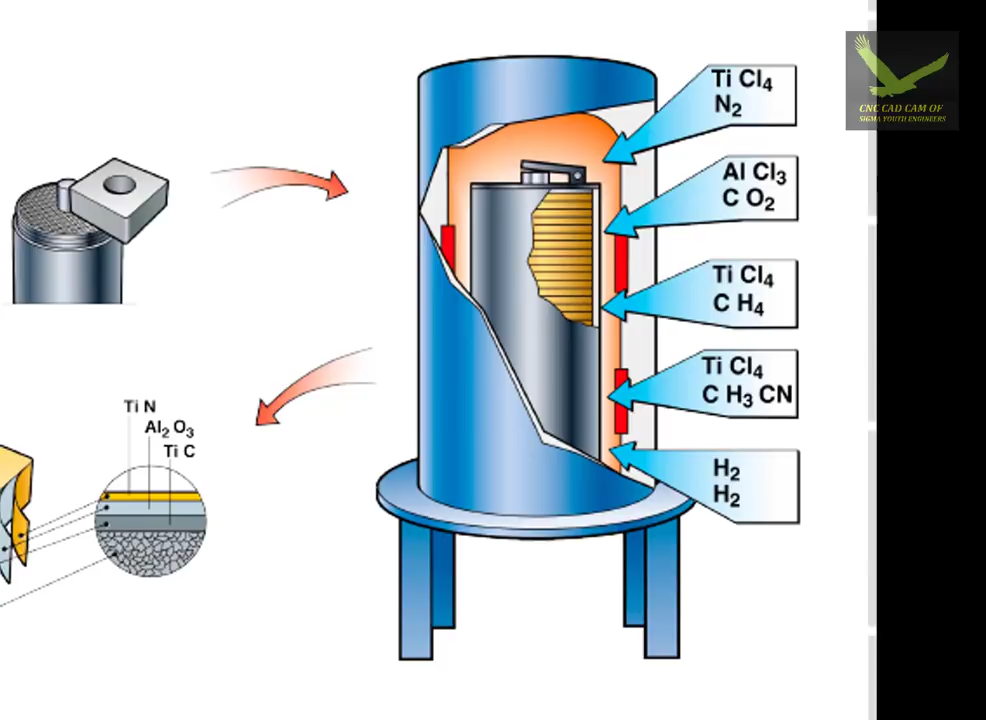 Ti Cl4
N2
Al Cl3
C O2
Ti Cl4
C H4
Ti Cl4
C H3 CN
H2
H2
Ti N
Al2 O3
Ti C
CNC CAD CAM OF
SIGMA YOUTH ENGINEERS